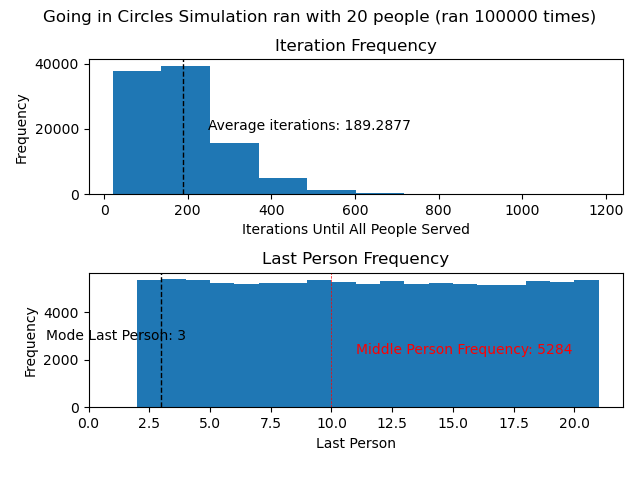 Going in Circles Simulation ran with 20 people (ran 100000 times)
Iteration Frequency
40000
20000
0
Frequency
Average iterations: 189.2877
0 200 400 600 800 1000 1200
Iterations Until All People Served
Last Person Frequency
4000
2000
0
Frequency
Mode Last Person: 3
Middle Person Frequency: 5284
0.0 2.5 5.0 7.5 10.0 12.5 15.0 17.5 20.0
Last Person